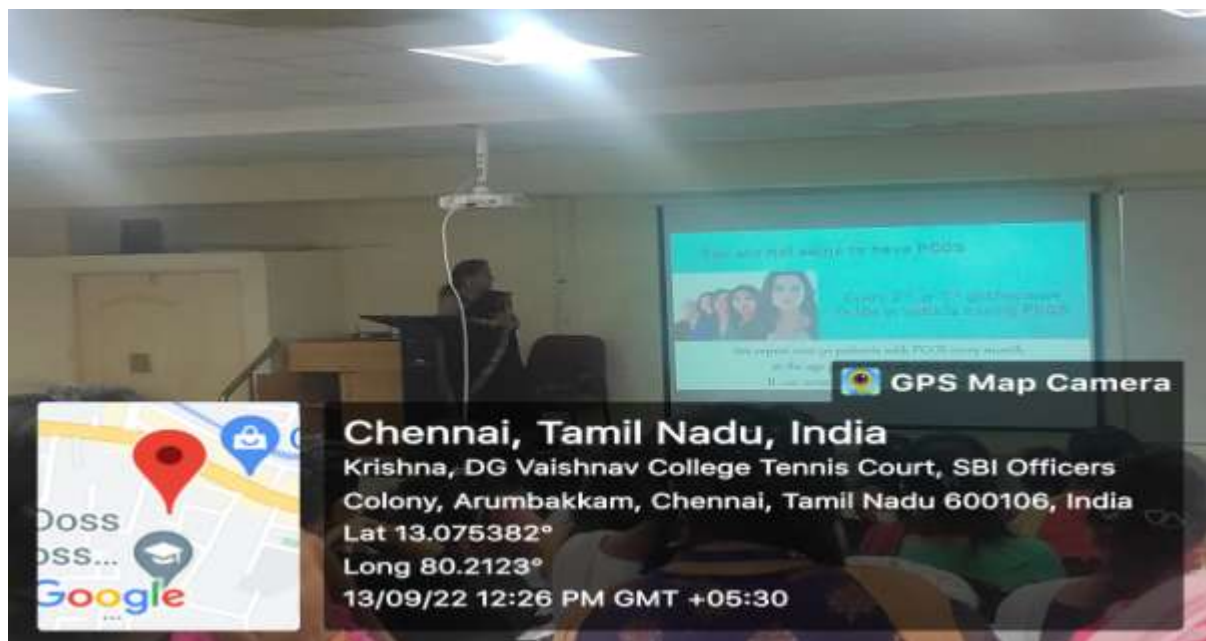 You are not alone to have PCOS
GPS Map Camera
Chennai, Tamil Nadu, India
Krishna, DG Vaishnav College Tennis Court, SBI Officers
Colony, Arumbakkam, Chennai, Tamil Nadu 600106, India
Lat 13.075382°
Long 80.2123°
13/09/22 12:26 PM GMT +05:30
Doss
oss...
Google
...